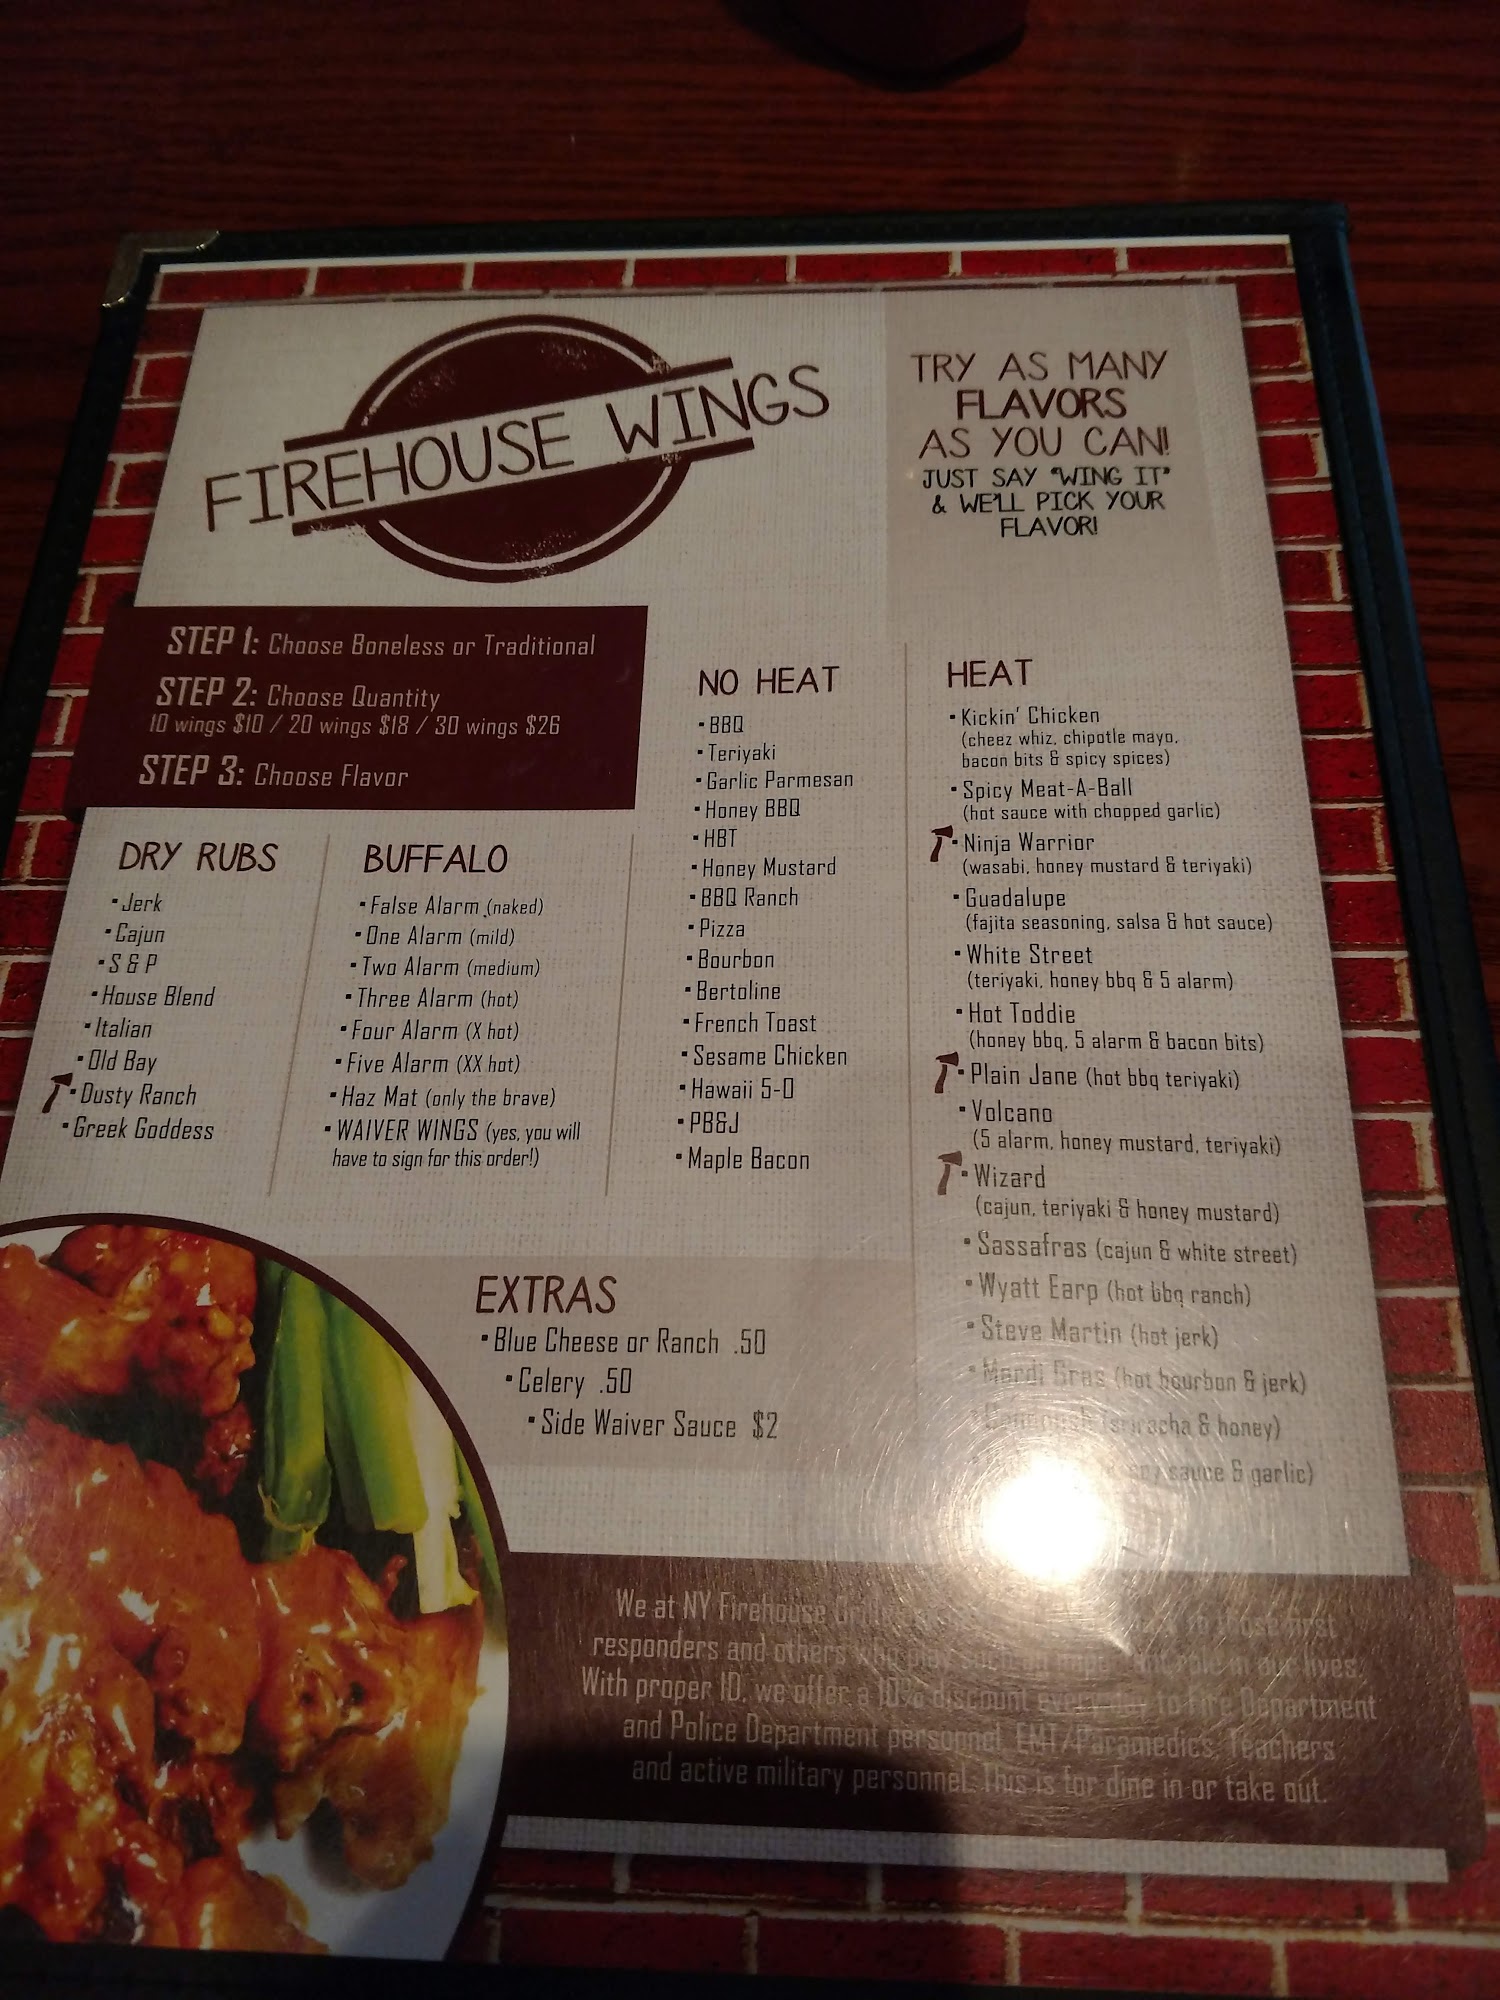 FIREHOUSE WINGS
TRY AS MANY
FLAVORS
AS YOU CAN!
JUST SAY "WING IT"
& WE'LL PICK YOUR
FLAVOR!
STEP 1: Choose Boneless or Traditional
STEP 2: Choose Quantity
10 wings $10 / 20 wings $18 / 30 wings $26
STEP 3: Choose Flavor
DRY RUBS
▪ Jerk
▪ Cajun
▪ S & P
▪ House Blend
▪ Italian
▪ Old Bay
▪ Dusty Ranch
▪ Greek Goddess
BUFFALO
▪ False Alarm (naked)
▪ One Alarm (mild)
▪ Two Alarm (medium)
▪ Three Alarm (hot)
▪ Four Alarm (X hot)
▪ Five Alarm (XX hot)
▪ Haz Mat (only the brave)
▪ WAIVER WINGS (yes, you will
have to sign for this order!)
NO HEAT
▪ BBQ
▪ Teriyaki
▪ Garlic Parmesan
▪ Honey BBQ
▪ HBT
▪ Honey Mustard
▪ BBQ Ranch
▪ Pizza
▪ Bourbon
▪ Bertoline
▪ French Toast
▪ Sesame Chicken
▪ Hawaii 5-0
▪ PB&J
▪ Maple Bacon
HEAT
▪ Kickin' Chicken
(cheez whiz, chipotle mayo,
bacon bits & spicy spices)
▪ Spicy Meat-A-Ball
(hot sauce with chopped garlic)
▪ Ninja Warrior
(wasabi, honey mustard & teriyaki)
▪ Guadalupe
(fajita seasoning, salsa & hot sauce)
▪ White Street
(teriyaki, honey bbq & 5 alarm)
▪ Hot Toddie
(honey bbq, 5 alarm & bacon bits)
▪ Plain Jane (hot bbq teriyaki)
▪ Volcano
(5 alarm, honey mustard, teriyaki)
▪ Wizard
(cajun, teriyaki & honey mustard)
▪ Sassafras (cajun & white street)
▪ Wyatt Earp (hot bbq ranch)
▪ Steve Martin (hot jerk)
▪ Mardi Gras (hot bourbon & jerk)
(sriracha & honey)
sauce & garlic)
EXTRAS
▪ Blue Cheese or Ranch .50
▪ Celery .50
▪ Side Waiver Sauce $2
We at NY Firehouse to those first
responders and others who play such an important role in our lives.
With proper ID, we offer a 10% discount every day to Fire Department
and Police Department personnel, EMT/Paramedics, Teachers
and active military personnel. This is for dine in or take out.